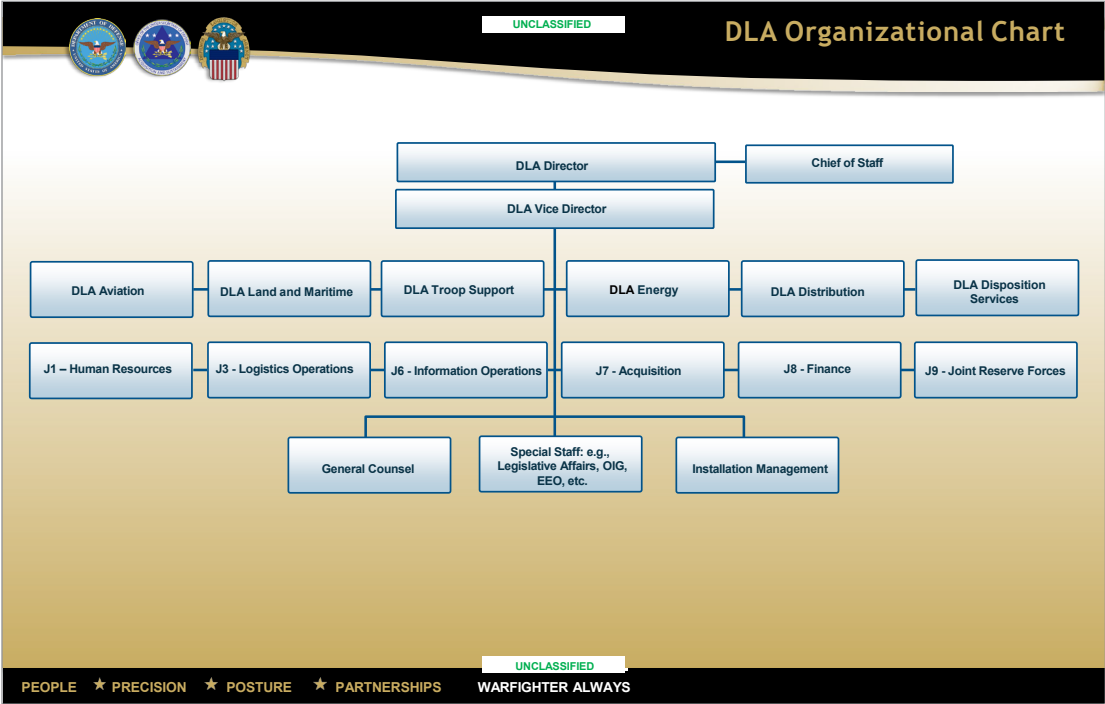 UNCLASSIFIED
DLA Organizational Chart
DLA Director
Chief of Staff
DLA Vice Director
DLA Aviation
DLA Land and Maritime
DLA Troop Support
DLA Energy
DLA Distribution
DLA Disposition
Services
J1 – Human Resources
J3 - Logistics Operations
J6 - Information Operations
J7 - Acquisition
J8 - Finance
J9 - Joint Reserve Forces
General Counsel
Special Staff: e.g.,
Legislative Affairs, OIG,
EEO, etc.
Installation Management
UNCLASSIFIED
PEOPLE ★ PRECISION ★ POSTURE ★ PARTNERSHIPS WARFIGHTER ALWAYS